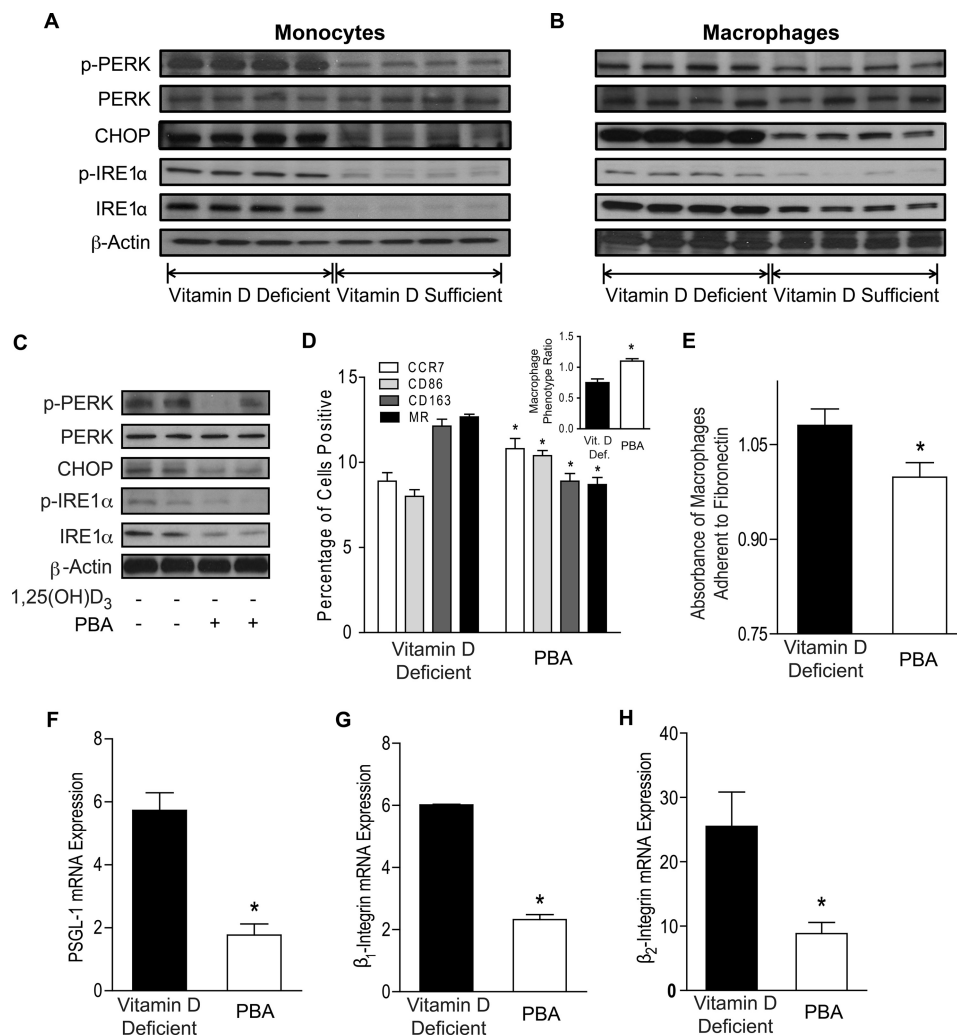 A
Monocytes
p-PERK
PERK
CHOP
p-IRE1α
IRE1α
β-Actin
Vitamin D Deficient
Vitamin D Sufficient
B
Macrophages
Vitamin D Deficient
Vitamin D Sufficient
C
p-PERK
PERK
CHOP
p-IRE1α
IRE1α
β-Actin
1,25(OH)D3 - - - -
PBA - - + +
D
Percentage of Cells Positive
15
10
5
0
CCR7
CD86
CD163
MR
* * * *
Vitamin D
Deficient
PBA
Macrophage
Phenotype Ratio
1.5
1.0
0.5
0.0
*
Vit. D
Def.
PBA
E
Absorbance of Macrophages
Adherent to Fibronectin
1.05
0.90
0.75
*
Vitamin D
Deficient
PBA
F
PSGL-1 mRNA Expression
8
6
4
2
0
*
Vitamin D
Deficient
PBA
G
β1-Integrin mRNA Expression
8
6
4
2
0
*
Vitamin D
Deficient
PBA
H
β2-Integrin mRNA Expression
40
30
20
10
0
*
Vitamin D
Deficient
PBA